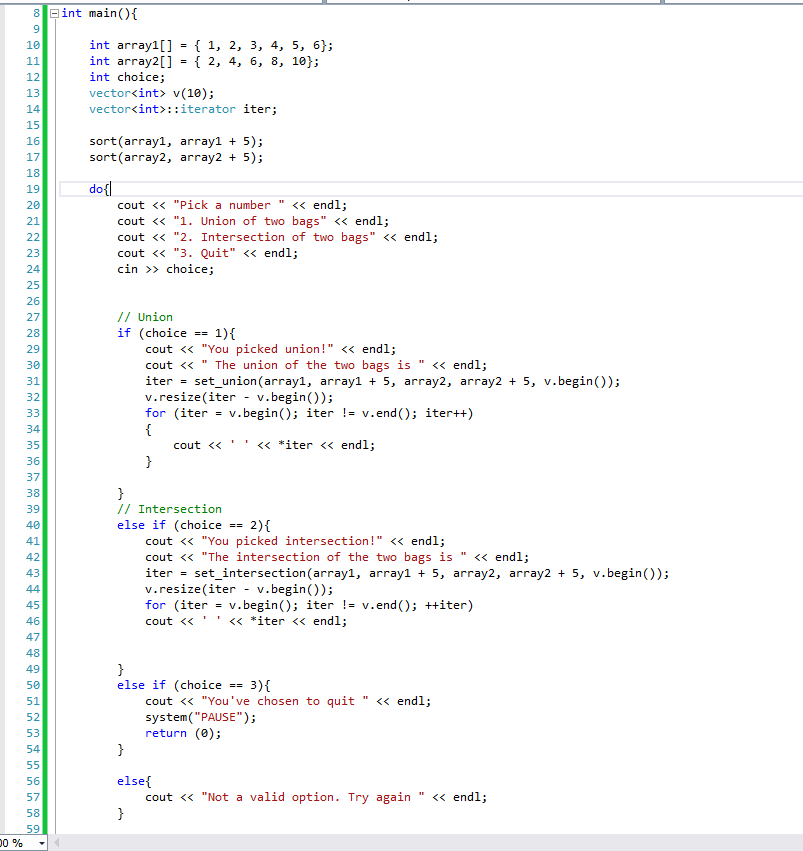 8 int main(){
9
10 int array1[] = { 1, 2, 3, 4, 5, 6};
11 int array2[] = { 2, 4, 6, 8, 10};
12 int choice;
13 vector<int> v(10);
14 vector<int>::iterator iter;
15
16 sort(array1, array1 + 5);
17 sort(array2, array2 + 5);
18
19 do{
20 cout << "Pick a number " << endl;
21 cout << "1. Union of two bags" << endl;
22 cout << "2. Intersection of two bags" << endl;
23 cout << "3. Quit" << endl;
24 cin >> choice;
25
26
27 // Union
28 if (choice == 1){
29 cout << "You picked union!" << endl;
30 cout << " The union of the two bags is " << endl;
31 iter = set_union(array1, array1 + 5, array2, array2 + 5, v.begin());
32 v.resize(iter - v.begin());
33 for (iter = v.begin(); iter != v.end(); iter++)
34 {
35 cout << ' ' << *iter << endl;
36 }
37
38 }
39 // Intersection
40 else if (choice == 2){
41 cout << "You picked intersection!" << endl;
42 cout << "The intersection of the two bags is " << endl;
43 iter = set_intersection(array1, array1 + 5, array2, array2 + 5, v.begin());
44 v.resize(iter - v.begin());
45 for (iter = v.begin(); iter != v.end(); ++iter)
46 cout << ' ' << *iter << endl;
47
48
49 }
50 else if (choice == 3){
51 cout << "You've chosen to quit " << endl;
52 system("PAUSE");
53 return (0);
54 }
55
56 else{
57 cout << "Not a valid option. Try again " << endl;
58 }
59
00 %